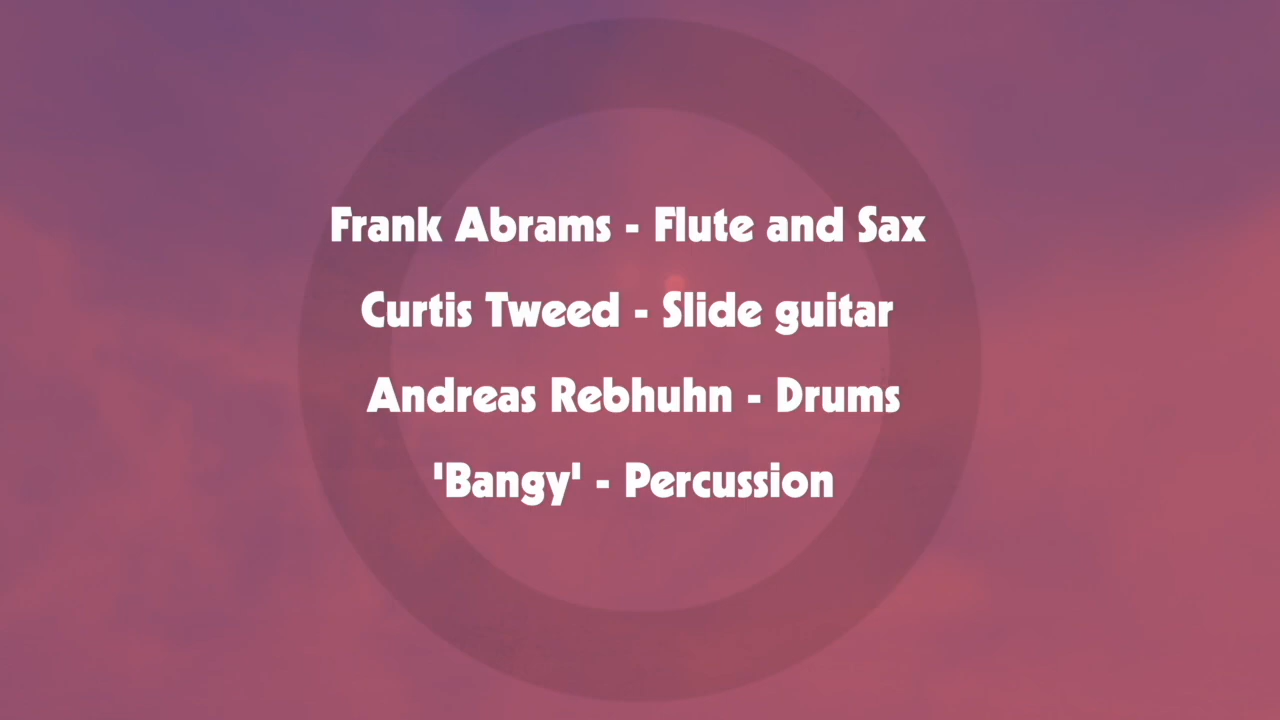 Frank Abrams - Flute and Sax
Curtis Tweed - Slide guitar
Andreas Rebhuhn - Drums
'Bangy' - Percussion